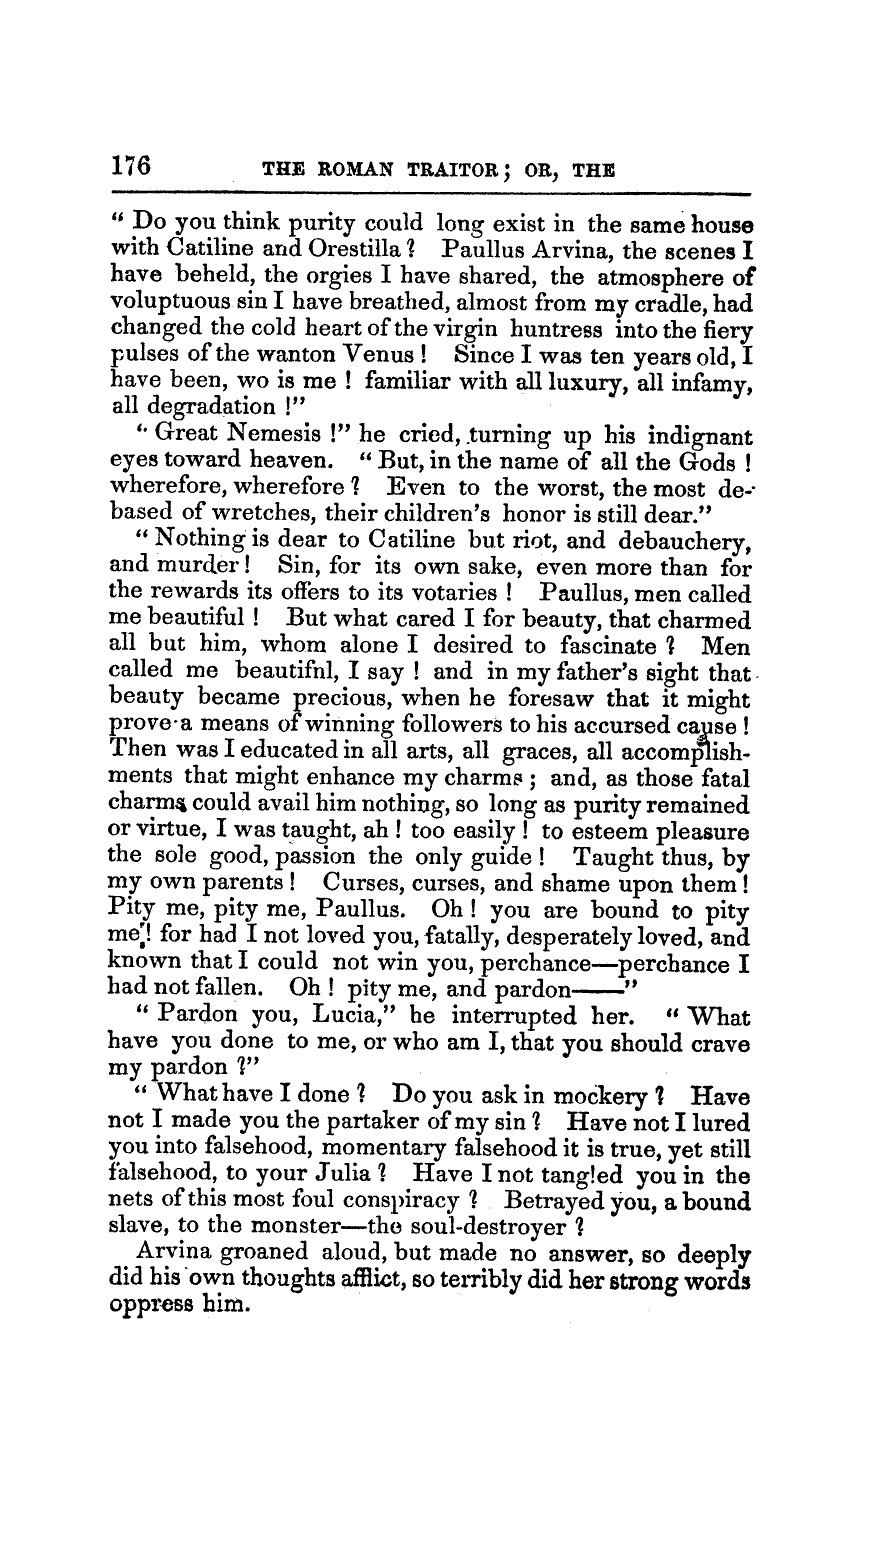 176 THE ROMAN TRAITOR; OR, THE
" Do you think purity could long exist in the same house
with Catiline and Orestilla ? Paullus Arvina, the scenes I
have beheld, the orgies I have shared, the atmosphere of
voluptuous sin I have breathed, almost from my cradle, had
changed the cold heart of the virgin huntress into the fiery
pulses of the wanton Venus ! Since I was ten years old, I
have been, wo is me ! familiar with all luxury, all infamy,
all degradation !"
" Great Nemesis !" he cried, turning up his indignant
eyes toward heaven. " But, in the name of all the Gods !
wherefore, wherefore ? Even to the worst, the most de-
based of wretches, their children's honor is still dear."
" Nothing is dear to Catiline but riot, and debauchery,
and murder ! Sin, for its own sake, even more than for
the rewards its offers to its votaries ! Paullus, men called
me beautiful ! But what cared I for beauty, that charmed
all but him, whom alone I desired to fascinate ? Men
called me beautifnl, I say ! and in my father's sight that
beauty became precious, when he foresaw that it might
prove a means of winning followers to his accursed cause !
Then was I educated in all arts, all graces, all accomplish-
ments that might enhance my charms ; and, as those fatal
charms could avail him nothing, so long as purity remained
or virtue, I was taught, ah ! too easily ! to esteem pleasure
the sole good, passion the only guide ! Taught thus, by
my own parents ! Curses, curses, and shame upon them !
Pity me, pity me, Paullus. Oh ! you are bound to pity
me ! for had I not loved you, fatally, desperately loved, and
known that I could not win you, perchance—perchance I
had not fallen. Oh ! pity me, and pardon——"
" Pardon you, Lucia," he interrupted her. " What
have you done to me, or who am I, that you should crave
my pardon ?"
" What have I done ? Do you ask in mockery ? Have
not I made you the partaker of my sin ? Have not I lured
you into falsehood, momentary falsehood it is true, yet still
falsehood, to your Julia ? Have I not tangled you in the
nets of this most foul conspiracy ? Betrayed you, a bound
slave, to the monster—the soul-destroyer ?
Arvina groaned aloud, but made no answer, so deeply
did his own thoughts afflict, so terribly did her strong words
oppress him.